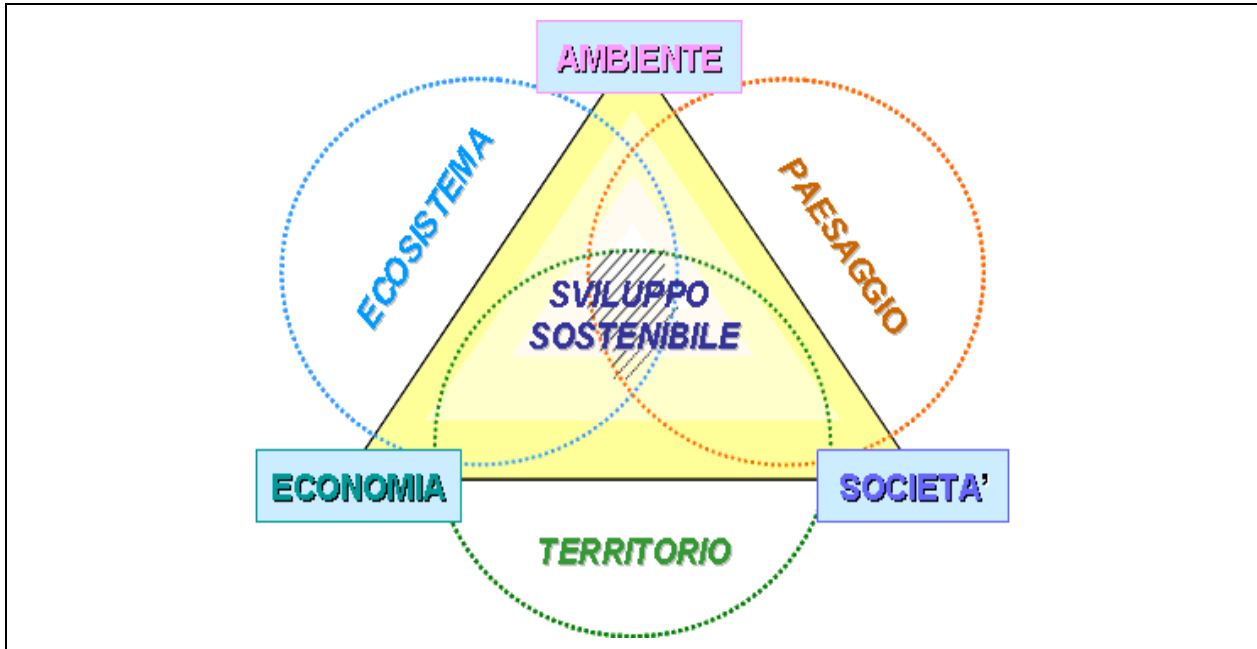 AMBIENTE
ECOSISTEMA
PAESAGGIO
SVILUPPO
SOSTENIBILE
ECONOMIA
SOCIETA'
TERRITORIO